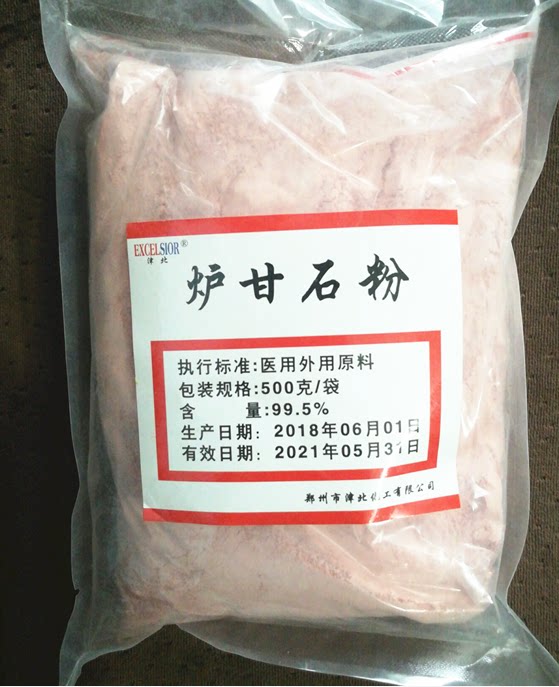 EXCELSIOR®
津北
炉甘石粉
执行标准:医用外用原料
包装规格:500克/袋
含 量:99.5%
生产日期: 2018年06月01日
有效日期: 2021年05月31日
郑州市津北化工有限公司